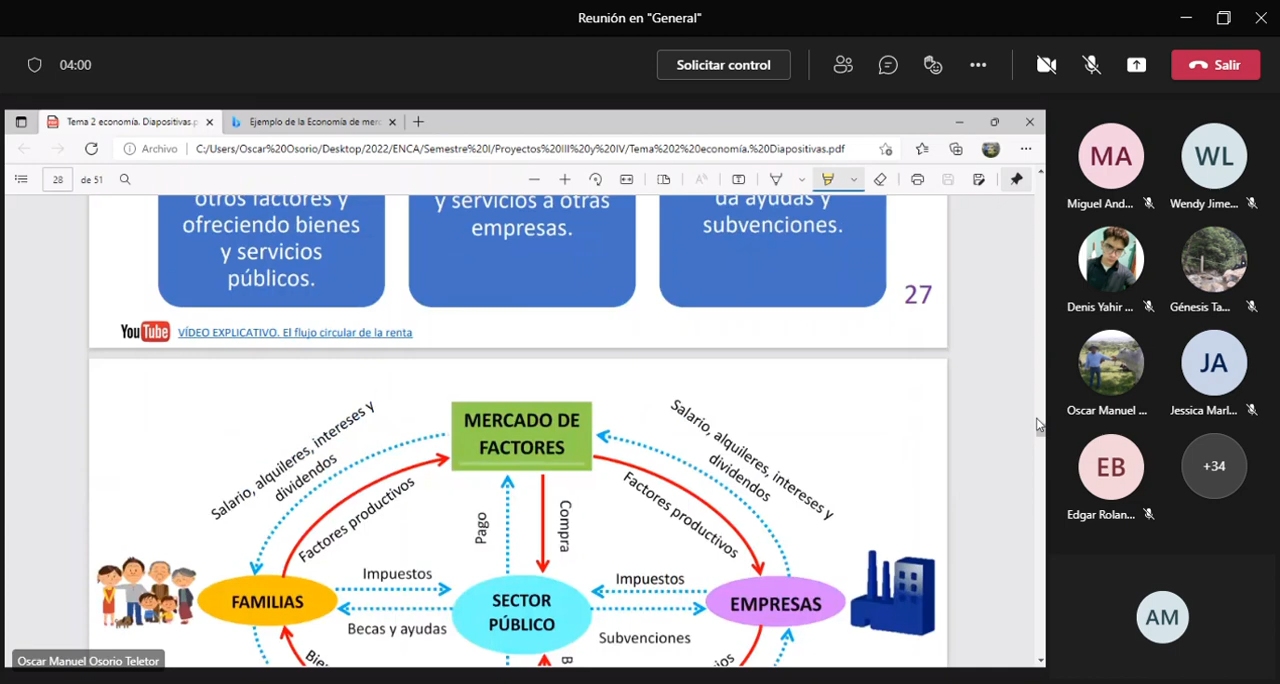 Reunión en "General"
04:00
Solicitar control
Salir
Tema 2 economía. Diapositivas.p
Ejemplo de la Economía de merc
Archivo
C:/Users/Oscar%20Osorio/Desktop/2022/ENCA/Semestre%20I/Proyectos%20III%20y%20IV/Tema%202%20economía.%20Diapositivas.pdf
28
de 51
otros factores y
ofreciendo bienes
y servicios
públicos.
y servicios a otras
empresas.
da ayudas y
subvenciones.
27
YouTube
VÍDEO EXPLICATIVO. El flujo circular de la renta
MERCADO DE
FACTORES
Salario, alquileres, intereses y
dividendos
Factores productivos
Salario, alquileres, intereses y
dividendos
Factores productivos
Pago
Compra
Impuestos
Impuestos
FAMILIAS
SECTOR
PÚBLICO
EMPRESAS
Becas y ayudas
Subvenciones
Oscar Manuel Osorio Teletor
MA
Miguel And...
WL
Wendy Jime...
Denis Yahir ...
Génesis Ta...
Oscar Manuel ...
JA
Jessica Marl...
EB
Edgar Rolan...
+34
AM